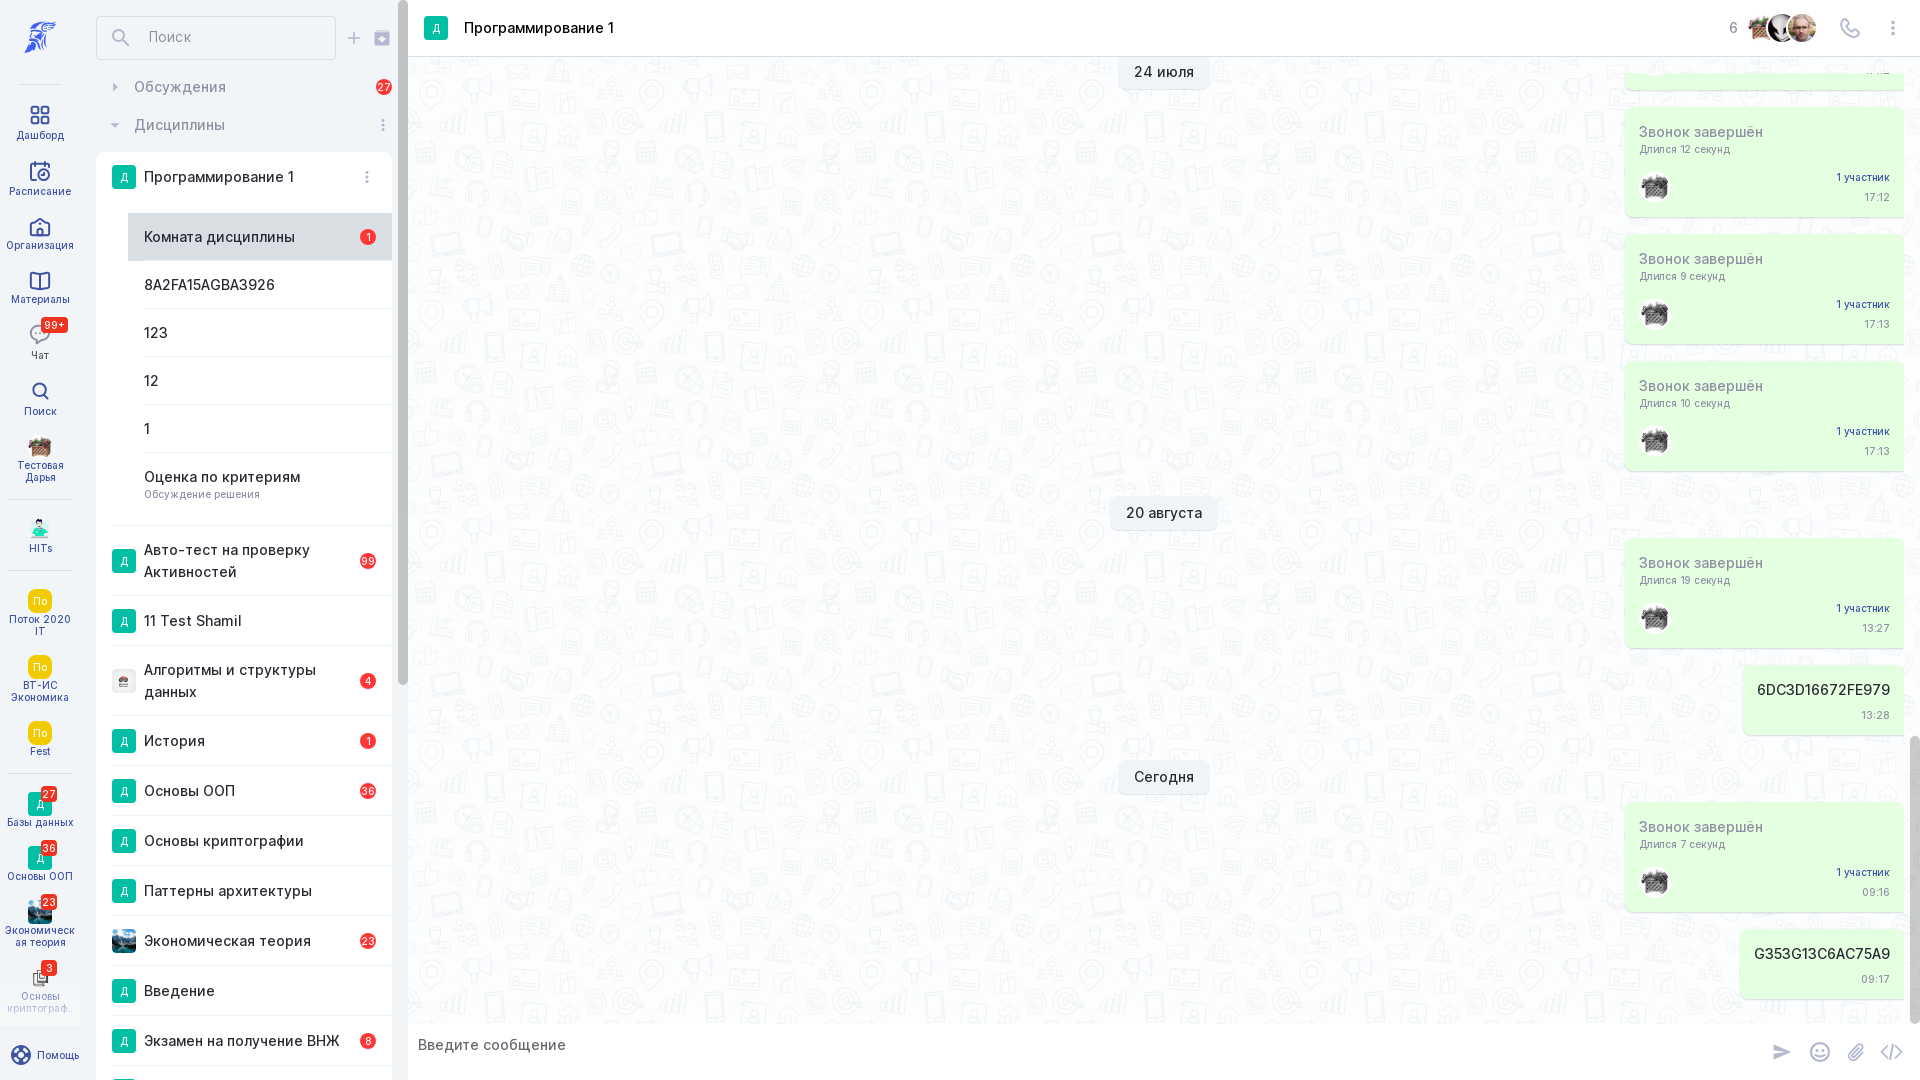 Дашборд
Расписание
Организация
Материалы
99+
Чат
Поиск
Тестовая
Дарья
HITs
По
Поток 2020
IT
По
ВТ-ИС
Экономика
По
Fest
27
Д
Базы данных
36
Д
Основы ООП
23
Экономическ
ая теория
3
Основы
криптограф...
Помощь
Поиск
Обсуждения
27
Дисциплины
Д
Программирование 1
Комната дисциплины
1
8A2FA15AGBA3926
123
12
1
Оценка по критериям
Обсуждение решения
Д
Авто-тест на проверку
Активностей
99
Д
11 Test Shamil
Алгоритмы и структуры
данных
4
Д
История
1
Д
Основы ООП
36
Д
Основы криптографии
Д
Паттерны архитектуры
Экономическая теория
23
Д
Введение
Д
Экзамен на получение ВНЖ
8
Д
Программирование 1
6
24 июля
Звонок завершён
Длился 12 секунд
1 участник
17:12
Звонок завершён
Длился 9 секунд
1 участник
17:13
Звонок завершён
Длился 10 секунд
1 участник
17:13
20 августа
Звонок завершён
Длился 19 секунд
1 участник
13:27
6DC3D16672FE979
13:28
Сегодня
Звонок завершён
Длился 7 секунд
1 участник
09:16
G353G13C6AC75A9
09:17
Введите сообщение